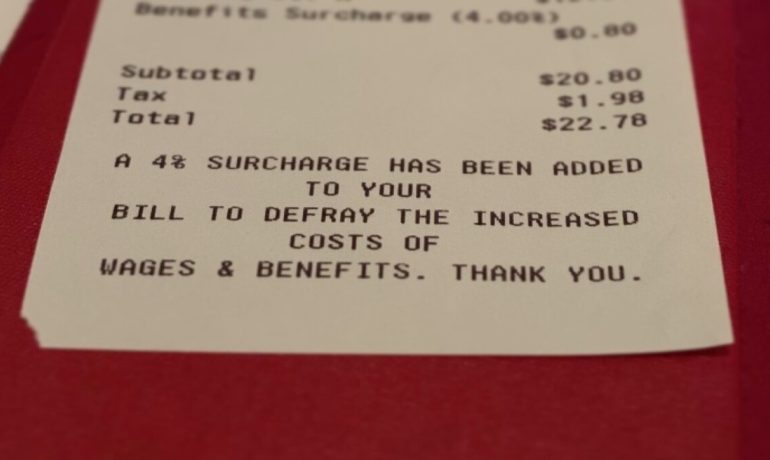 Benefits Surcharge (4.00%)
$0.80
Subtotal $20.80
Tax $1.98
Total $22.78
A 4% SURCHARGE HAS BEEN ADDED
TO YOUR
BILL TO DEFRAY THE INCREASED
COSTS OF
WAGES & BENEFITS. THANK YOU.